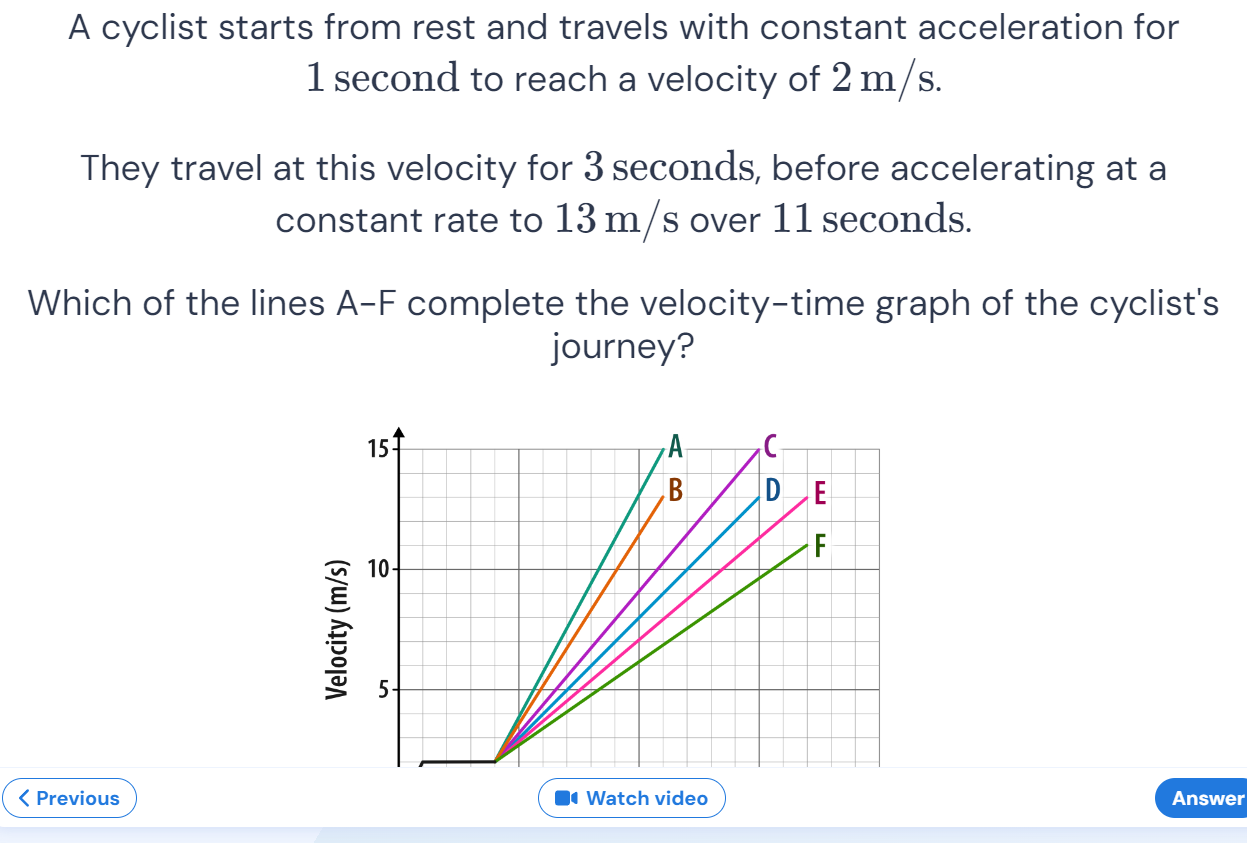 A cyclist starts from rest and travels with constant acceleration for
1 second to reach a velocity of 2 m/s.
They travel at this velocity for 3 seconds, before accelerating at a
constant rate to 13 m/s over 11 seconds.
Which of the lines A-F complete the velocity-time graph of the cyclist's
journey?
15
A
C
B
D
E
F
10
Velocity (m/s)
5
Previous
Watch video
Answer